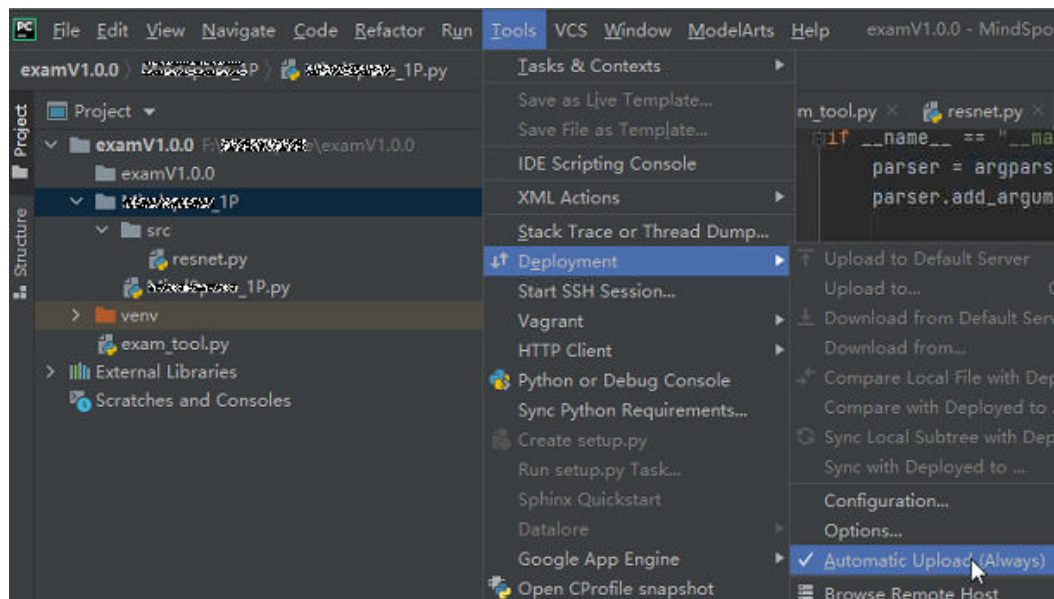 PC File Edit View Navigate Code Refactor Run Tools VCS Window ModelArts Help examV1.0.0 - MindSpo
examV1.0.0 P _1P.py
Project
Project
Structure
examV1.0.0 F:\ e\examV1.0.0
examV1.0.0
_1P
src
resnet.py
_1P.py
venv
exam_tool.py
External Libraries
Scratches and Consoles
Tasks & Contexts
Save as Live Template...
Save File as Template...
IDE Scripting Console
XML Actions
Stack Trace or Thread Dump...
Deployment
Start SSH Session...
Vagrant
HTTP Client
Python or Debug Console
Sync Python Requirements...
Create setup.py
Run setup.py Task...
Sphinx Quickstart
Datalore
Google App Engine
Open CProfile snapshot
m_tool.py resnet.py
if __name__ == "__ma
parser = argpars
parser.add_argum
Upload to Default Server
Upload to...
Download from Default Serv
Download from...
Compare Local File with Dep
Compare with Deployed to
Sync Local Subtree with Dep
Sync with Deployed to ...
Configuration...
Options...
Automatic Upload (Always)
Browse Remote Host